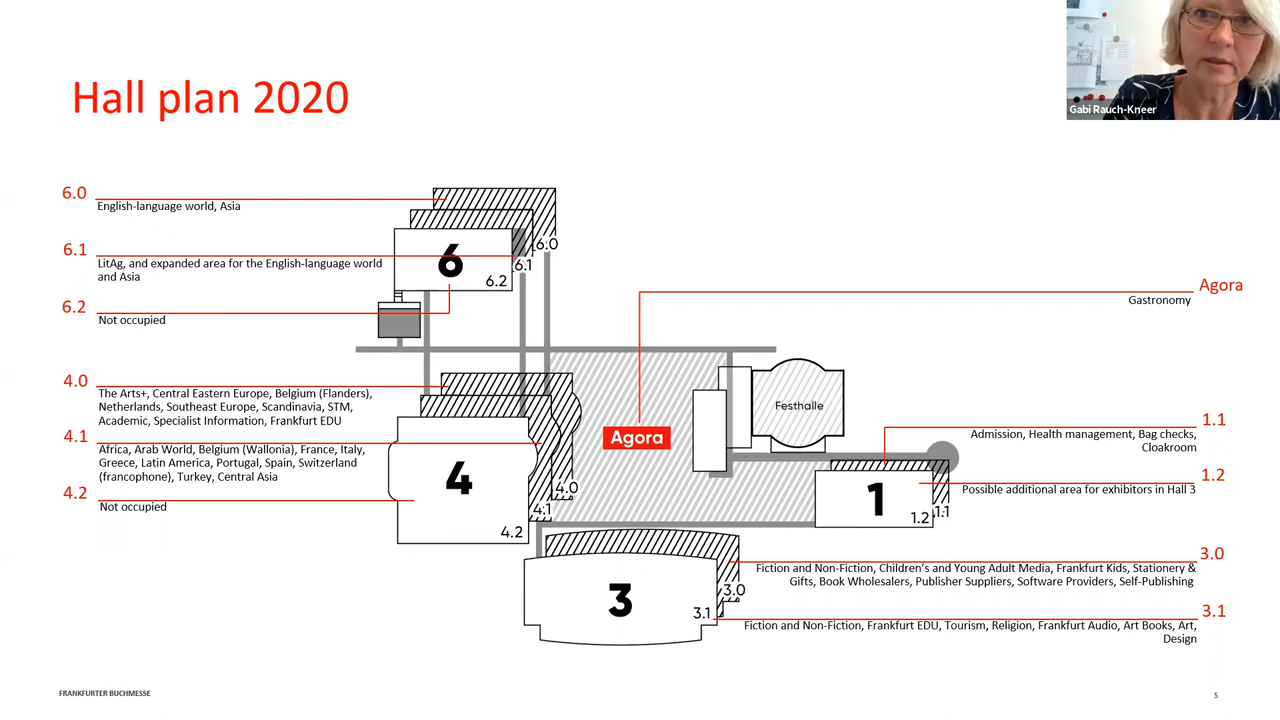 Gabi Rauch-Kneer
Hall plan 2020
6.0
English-language world, Asia
6.1
LitAg, and expanded area for the English-language world
and Asia
6.2
Not occupied
4.0
The Arts+, Central Eastern Europe, Belgium (Flanders),
Netherlands, Southeast Europe, Scandinavia, STM,
Academic, Specialist Information, Frankfurt EDU
4.1
Africa, Arab World, Belgium (Wallonia), France, Italy,
Greece, Latin America, Portugal, Spain, Switzerland
(francophone), Turkey, Central Asia
4.2
Not occupied
6
6.0
6.1
6.2
4
4.0
4.1
4.2
Agora
Festhalle
1
1.2
1.1
3
3.0
3.1
Agora
Gastronomy
1.1
Admission, Health management, Bag checks,
Cloakroom
1.2
Possible additional area for exhibitors in Hall 3
3.0
Fiction and Non-Fiction, Children's and Young Adult Media, Frankfurt Kids, Stationery &
Gifts, Book Wholesalers, Publisher Suppliers, Software Providers, Self-Publishing
3.1
Fiction and Non-Fiction, Frankfurt EDU, Tourism, Religion, Frankfurt Audio, Art Books, Art,
Design
FRANKFURTER BUCHMESSE
5